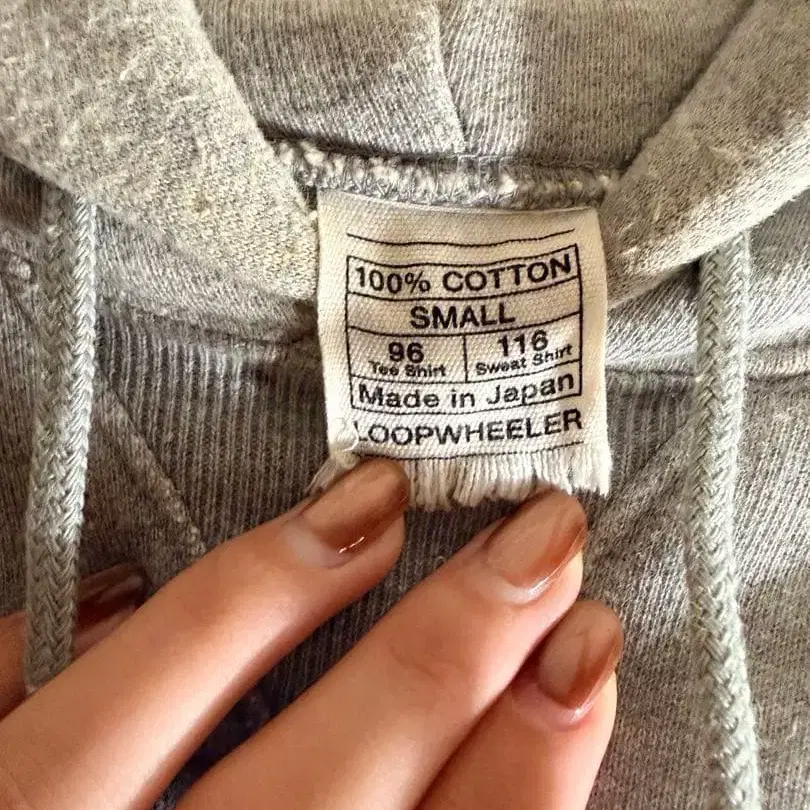 100% COTTON
SMALL
96 116
Tee Shirt Sweat Shirt
Made in Japan
LOOPWHEELER